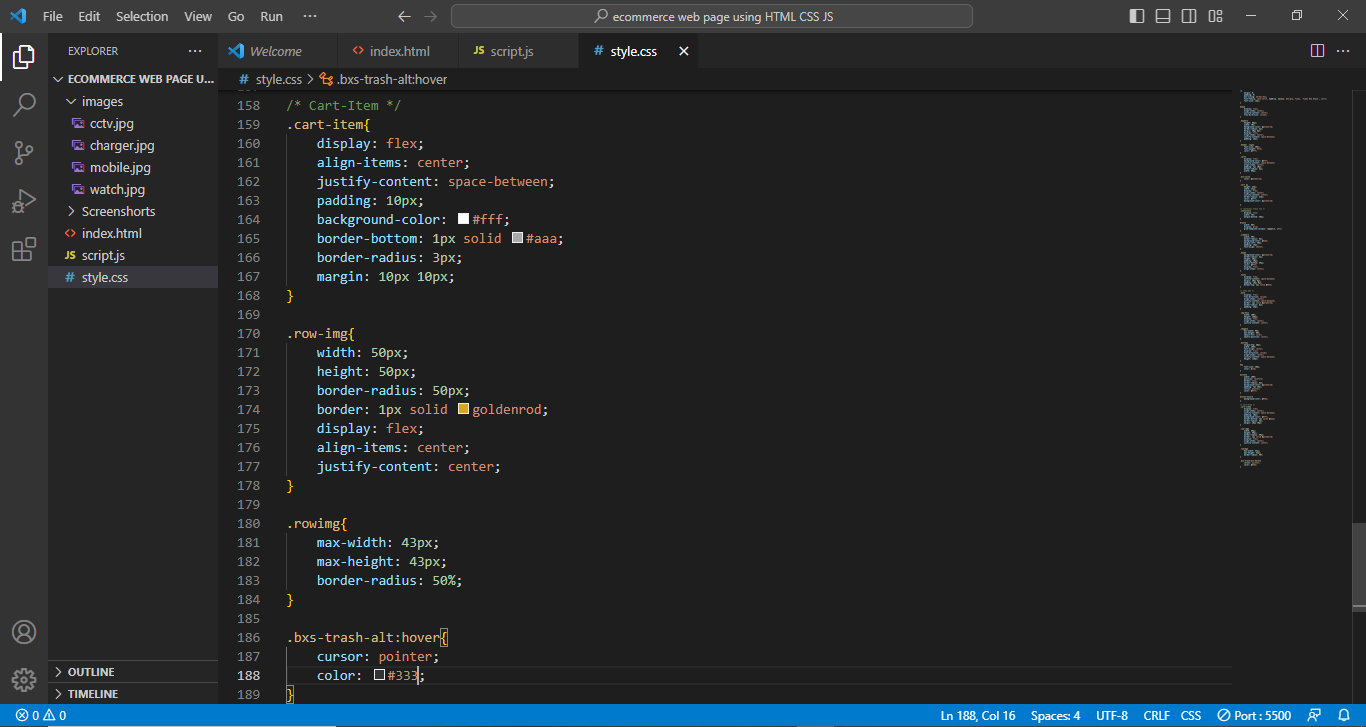 File Edit Selection View Go Run ··· ecommerce web page using HTML CSS JS
EXPLORER ···
ECOMMERCE WEB PAGE U...
images
cctv.jpg
charger.jpg
mobile.jpg
watch.jpg
Screenshorts
<> index.html
JS script.js
# style.css
OUTLINE
TIMELINE
Welcome <> index.html JS script.js # style.css
# style.css > .bxs-trash-alt:hover
158 /* Cart-Item */
159 .cart-item{
160 display: flex;
161 align-items: center;
162 justify-content: space-between;
163 padding: 10px;
164 background-color: #fff;
165 border-bottom: 1px solid #aaa;
166 border-radius: 3px;
167 margin: 10px 10px;
168 }
169
170 .row-img{
171 width: 50px;
172 height: 50px;
173 border-radius: 50px;
174 border: 1px solid goldenrod;
175 display: flex;
176 align-items: center;
177 justify-content: center;
178 }
179
180 .rowimg{
181 max-width: 43px;
182 max-height: 43px;
183 border-radius: 50%;
184 }
185
186 .bxs-trash-alt:hover{
187 cursor: pointer;
188 color: #333;
189 }
0 0 Ln 188, Col 16 Spaces: 4 UTF-8 CRLF CSS Port : 5500